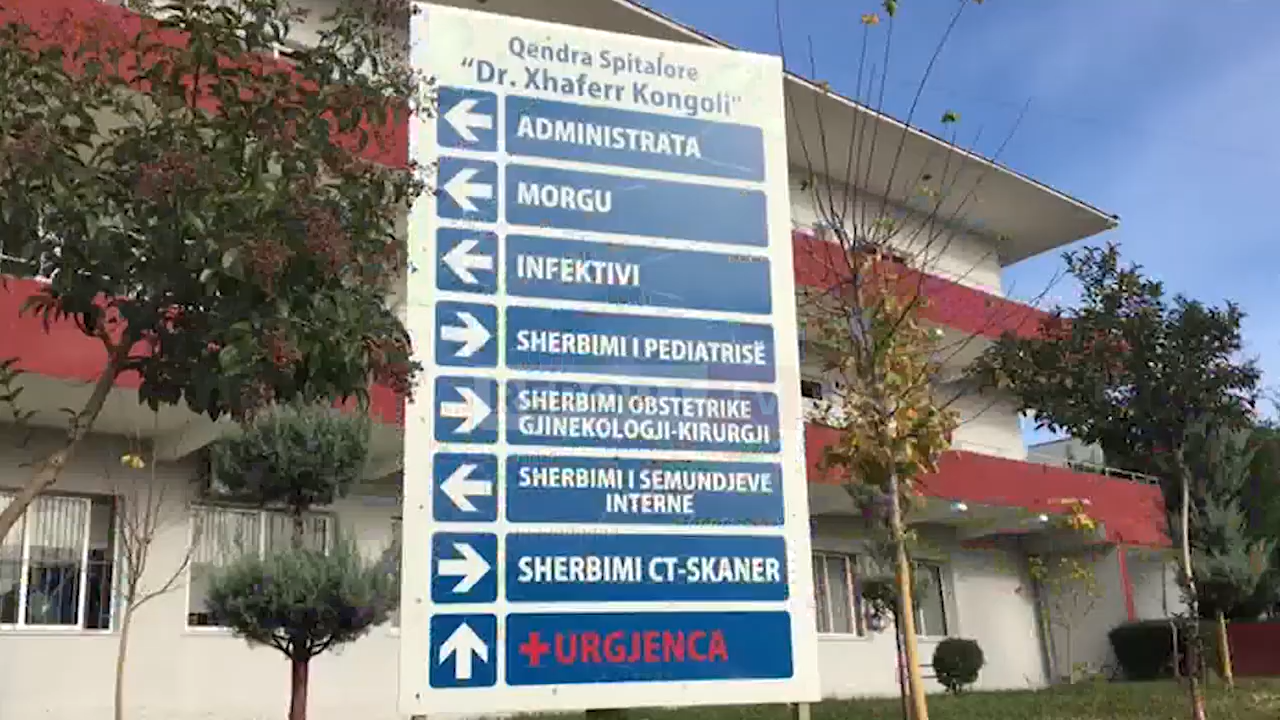 Qendra Spitalore
"Dr. Xhaferr Kongoli"
ADMINISTRATA
MORGU
INFEKTIVI
SHERBIMI I PEDIATRISË
SHERBIMI OBSTETRIKE
GJINEKOLOGJI-KIRURGJI
SHERBIMI I SEMUNDJEVE
INTERNE
SHERBIMI CT-SKANER
+URGJENCA